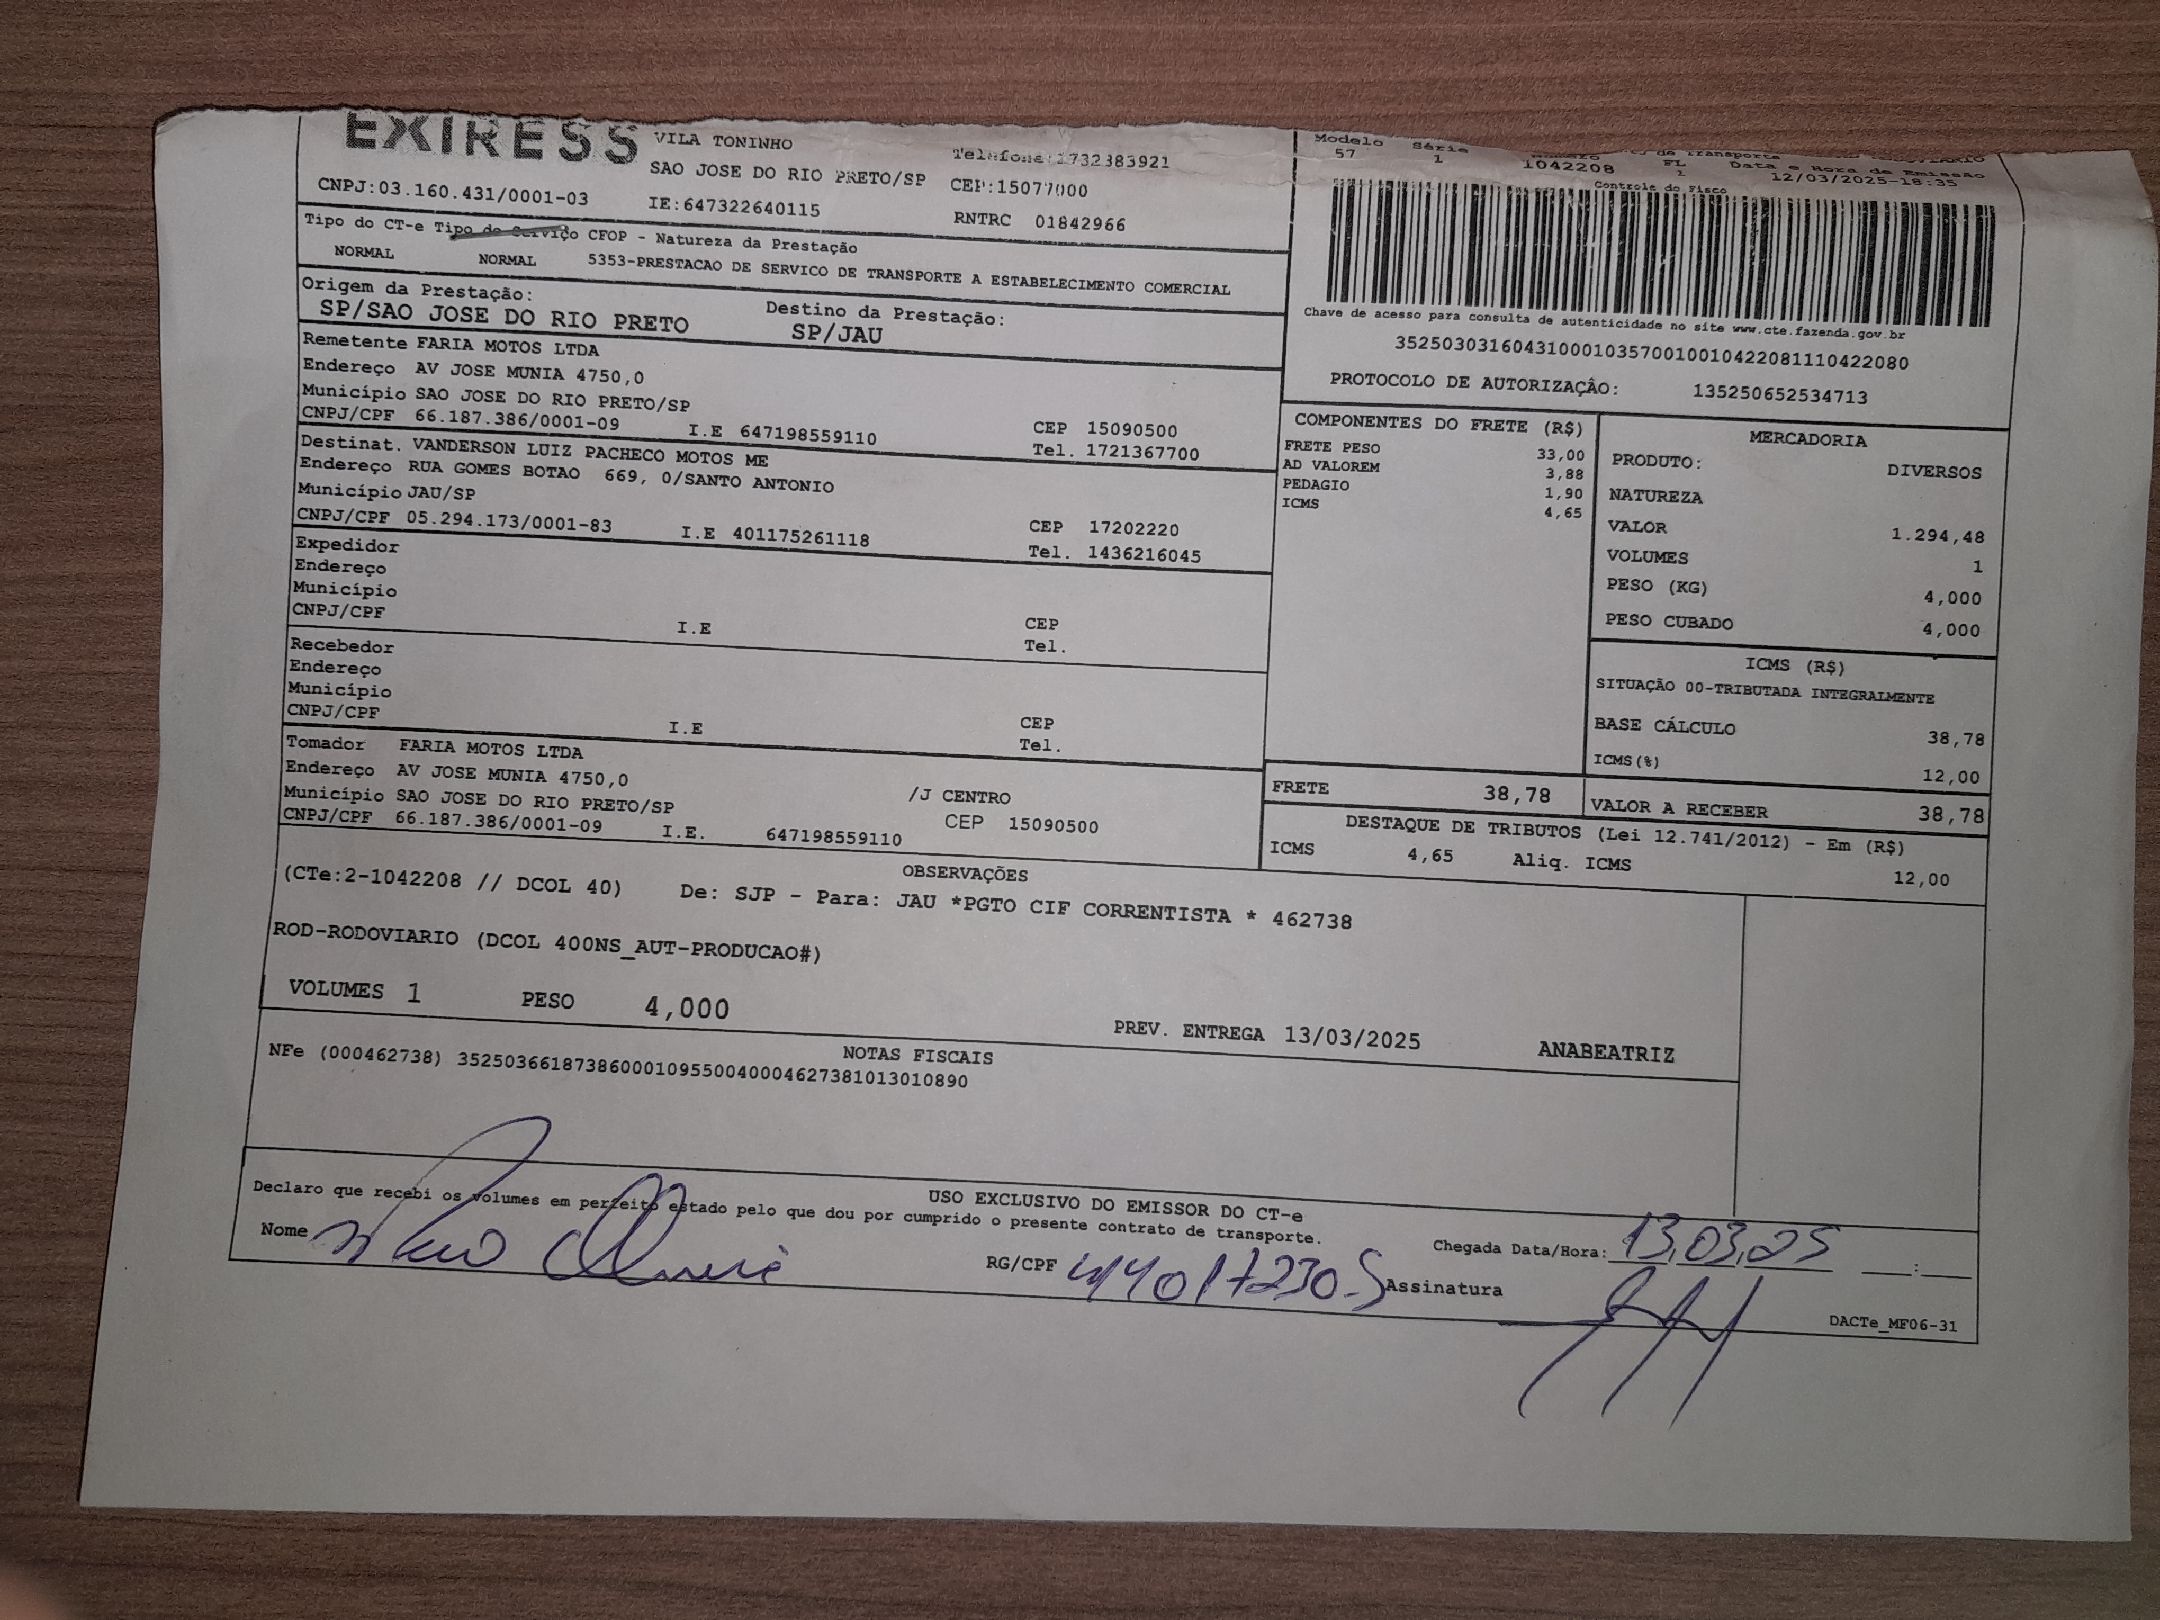 EXPRESS
VILA TONINHO
Telefone:1732383921
SAO JOSE DO RIO PRETO/SP CEP:15077000
CNPJ:03.160.431/0001-03 IE:647322640115 RNTRC 01842966
Modelo Série
57 1 1042208 FL 1 Data e Hora de Emissão 12/03/2025-18:35
Controle do Fisco
Tipo do CT-e Tipo de Serviço CFOP - Natureza da Prestação
NORMAL NORMAL 5353-PRESTACAO DE SERVICO DE TRANSPORTE A ESTABELECIMENTO COMERCIAL
Origem da Prestação: Destino da Prestação:
SP/SAO JOSE DO RIO PRETO SP/JAU
Chave de acesso para consulta de autenticidade no site www.cte.fazenda.gov.br
35250303160431000103570010010422081110422080
PROTOCOLO DE AUTORIZAÇÃO: 135250652534713
Remetente FARIA MOTOS LTDA
Endereço AV JOSE MUNIA 4750,0
Município SAO JOSE DO RIO PRETO/SP CEP 15090500
CNPJ/CPF 66.187.386/0001-09 I.E 647198559110 Tel. 1721367700
Destinat. VANDERSON LUIZ PACHECO MOTOS ME
Endereço RUA GOMES BOTAO 669, 0/SANTO ANTONIO
Município JAU/SP CEP 17202220
CNPJ/CPF 05.294.173/0001-83 I.E 401175261118 Tel. 1436216045
Expedidor
Endereço
Município CEP
CNPJ/CPF I.E Tel.
Recebedor
Endereço
Município CEP
CNPJ/CPF I.E Tel.
Tomador FARIA MOTOS LTDA
Endereço AV JOSE MUNIA 4750,0 /J CENTRO
Município SAO JOSE DO RIO PRETO/SP CEP 15090500
CNPJ/CPF 66.187.386/0001-09 I.E. 647198559110
COMPONENTES DO FRETE (R$)
FRETE PESO 33,00
AD VALOREM 3,88
PEDAGIO 1,90
ICMS 4,65
MERCADORIA
PRODUTO: DIVERSOS
NATUREZA
VALOR 1.294,48
VOLUMES 1
PESO (KG) 4,000
PESO CUBADO 4,000
ICMS (R$)
SITUAÇÃO 00-TRIBUTADA INTEGRALMENTE
BASE CÁLCULO 38,78
ICMS(%) 12,00
FRETE 38,78 VALOR A RECEBER 38,78
DESTAQUE DE TRIBUTOS (Lei 12.741/2012) - Em (R$)
ICMS 4,65 Aliq. ICMS 12,00
OBSERVAÇÕES
(CTe:2-1042208 // DCOL 40) De: SJP - Para: JAU *PGTO CIF CORRENTISTA * 462738
ROD-RODOVIARIO (DCOL 400NS_AUT-PRODUCAO#)
VOLUMES 1 PESO 4,000 PREV. ENTREGA 13/03/2025 ANABEATRIZ
NOTAS FISCAIS
NFe (000462738) 35250366187386000109550040004627381013010890
USO EXCLUSIVO DO EMISSOR DO CT-e
Declaro que recebi os volumes em perfeito estado pelo que dou por cumprido o presente contrato de transporte.
Nome RG/CPF 44017230-5 Assinatura
Chegada Data/Hora: 13,03,25 __:__
DACTe_MF06-31